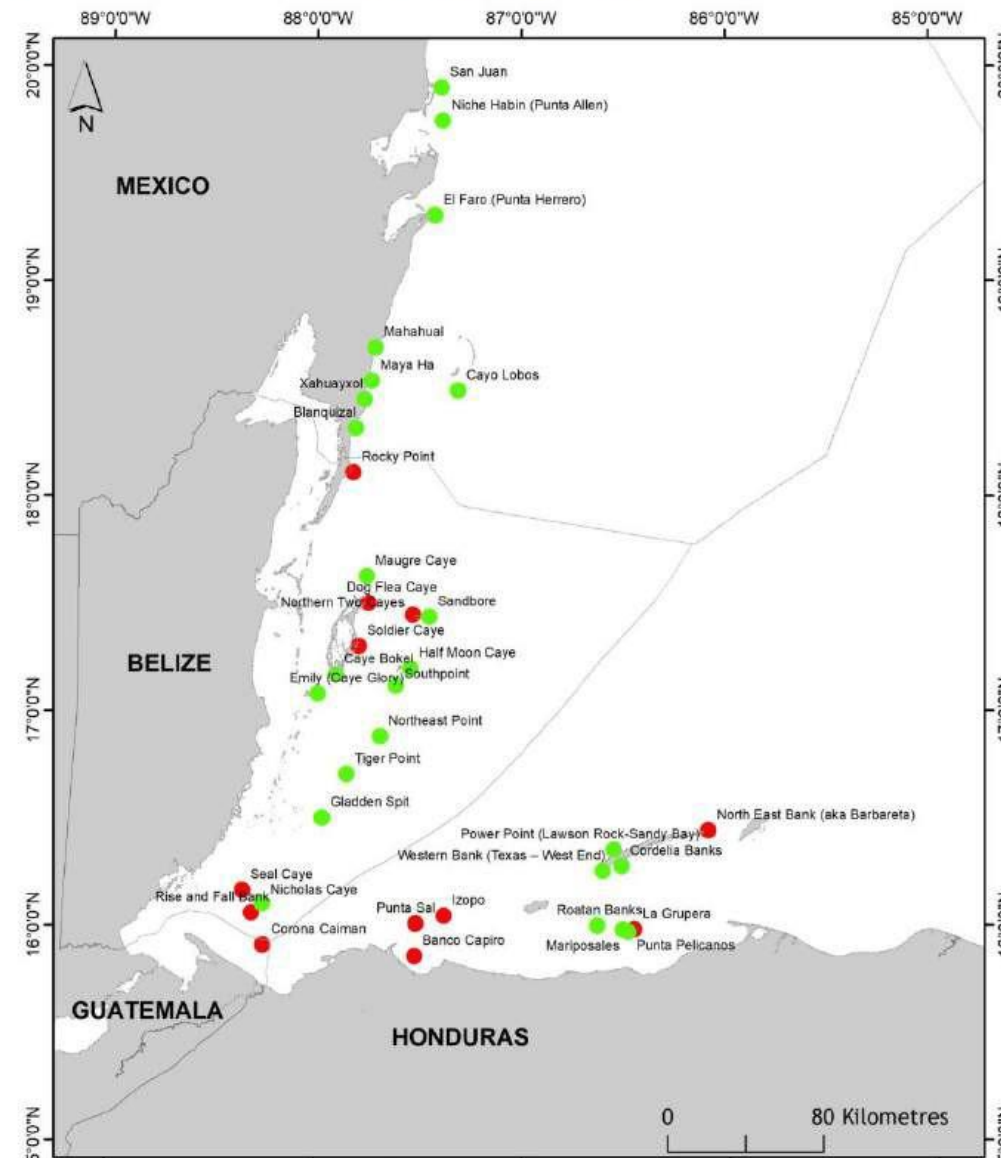 89°0'0"W 88°0'0"W 87°0'0"W 86°0'0"W 85°0'0"W
N
San Juan
Niche Habin (Punta Allen)
MEXICO
El Faro (Punta Herrero)
19°0'0"N
Mahahual
Maya Ha
Cayo Lobos
Xahuayxol
Blanquizal
Rocky Point
18°0'0"N
Maugre Caye
Dog Flea Caye
Northern Two Cayes
Sandbore
Soldier Caye
Half Moon Caye
Caye Bokel
BELIZE
Emily (Caye Glory)
Southpoint
17°0'0"N
Northeast Point
Tiger Point
Gladden Spit
North East Bank (aka Barbareta)
Power Point (Lawson Rock-Sandy Bay)
Cordelia Banks
Western Bank (Texas – West End)
Seal Caye
Nicholas Caye
Rise and Fall Bank
Izopo
Punta Sal
Roatan Banks
La Grupera
16°0'0"N
Corona Caiman
Banco Capiro
Mariposales
Punta Pelicanos
GUATEMALA
HONDURAS
0 80 Kilometres
20°0'0"N